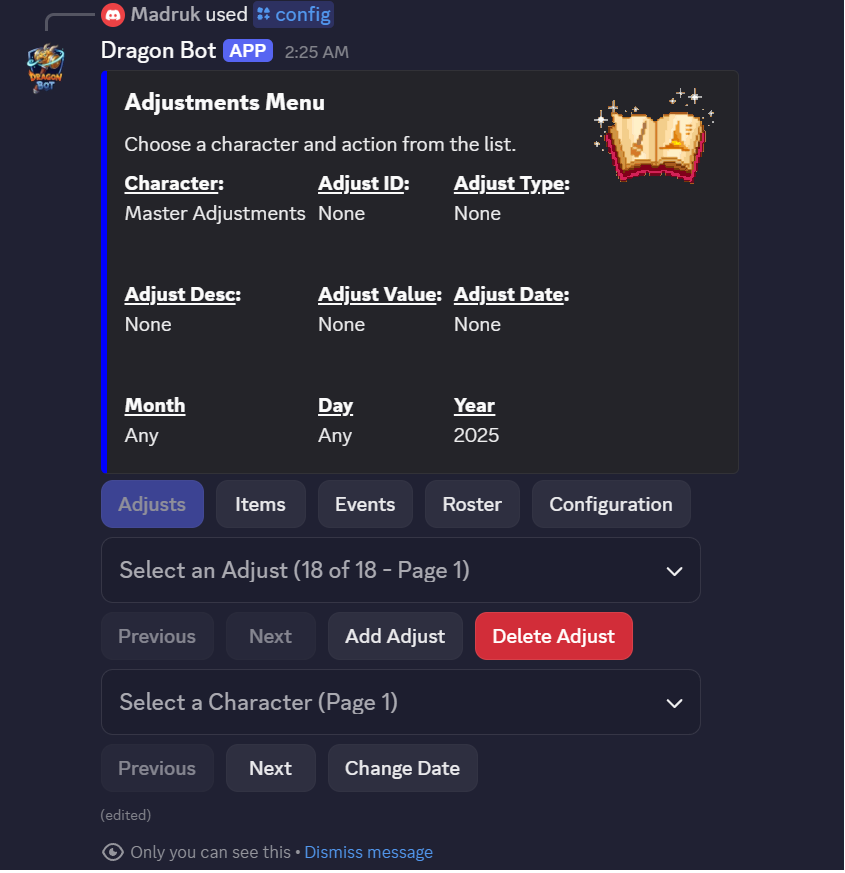 Madruk used config
Dragon Bot APP 2:25 AM
DRAGON
BOT
Adjustments Menu
Choose a character and action from the list.
Character: Adjust ID: Adjust Type:
Master Adjustments None None
Adjust Desc: Adjust Value: Adjust Date:
None None None
Month Day Year
Any Any 2025
Adjusts Items Events Roster Configuration
Select an Adjust (18 of 18 - Page 1)
Previous Next Add Adjust Delete Adjust
Select a Character (Page 1)
Previous Next Change Date
(edited)
Only you can see this • Dismiss message